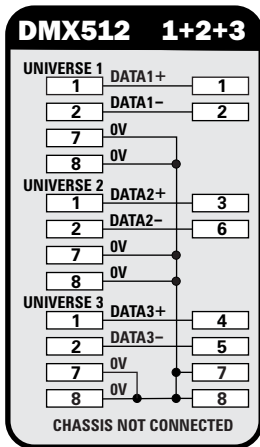 DMX512 1+2+3
UNIVERSE 1
DATA1+
1 1
DATA1−
2 2
0V
7
0V
8
UNIVERSE 2
DATA2+
1 3
DATA2−
2 6
0V
7
0V
8
UNIVERSE 3
DATA3+
1 4
DATA3−
2 5
0V
7 7
0V
8 8
CHASSIS NOT CONNECTED